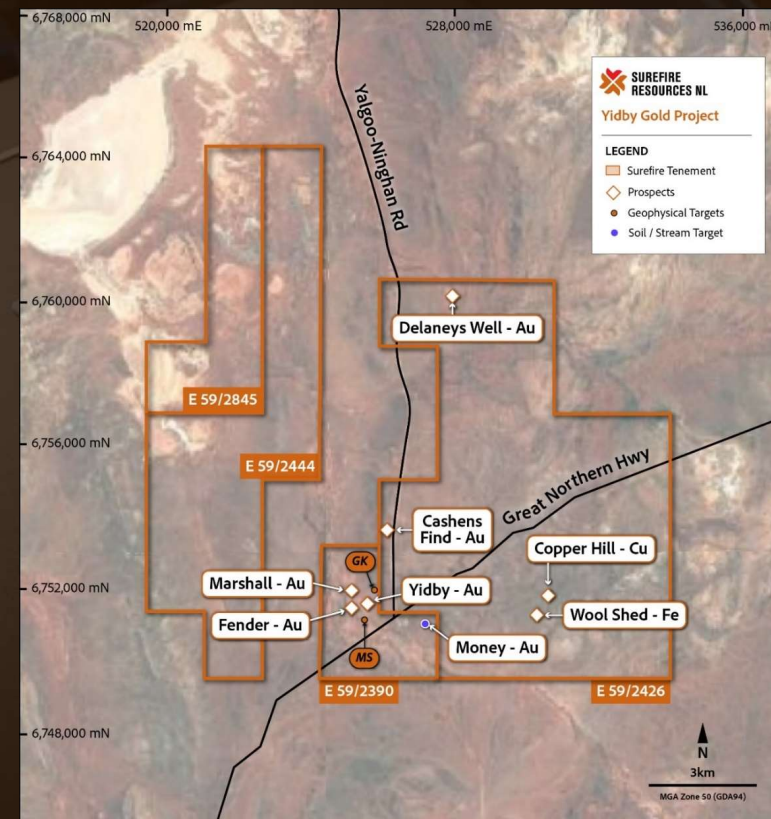 6,768,000 mN
520,000 mE
528,000 mE
536,000 m
SUREFIRE
RESOURCES NL
Yidby Gold Project
LEGEND
Surefire Tenement
Prospects
Geophysical Targets
Soil / Stream Target
Yalgoo-Ninghan Rd
6,764,000 mN
6,760,000 mN
Delaneys Well - Au
E 59/2845
6,756,000 mN
E 59/2444
Great Northern Hwy
Cashens
Find - Au
Copper Hill - Cu
GK
6,752,000 mN
Marshall - Au
Yidby - Au
Fender - Au
Wool Shed - Fe
MS
Money - Au
E 59/2390
E 59/2426
6,748,000 mN
N
3km
MGA Zone 50 (GDA94)